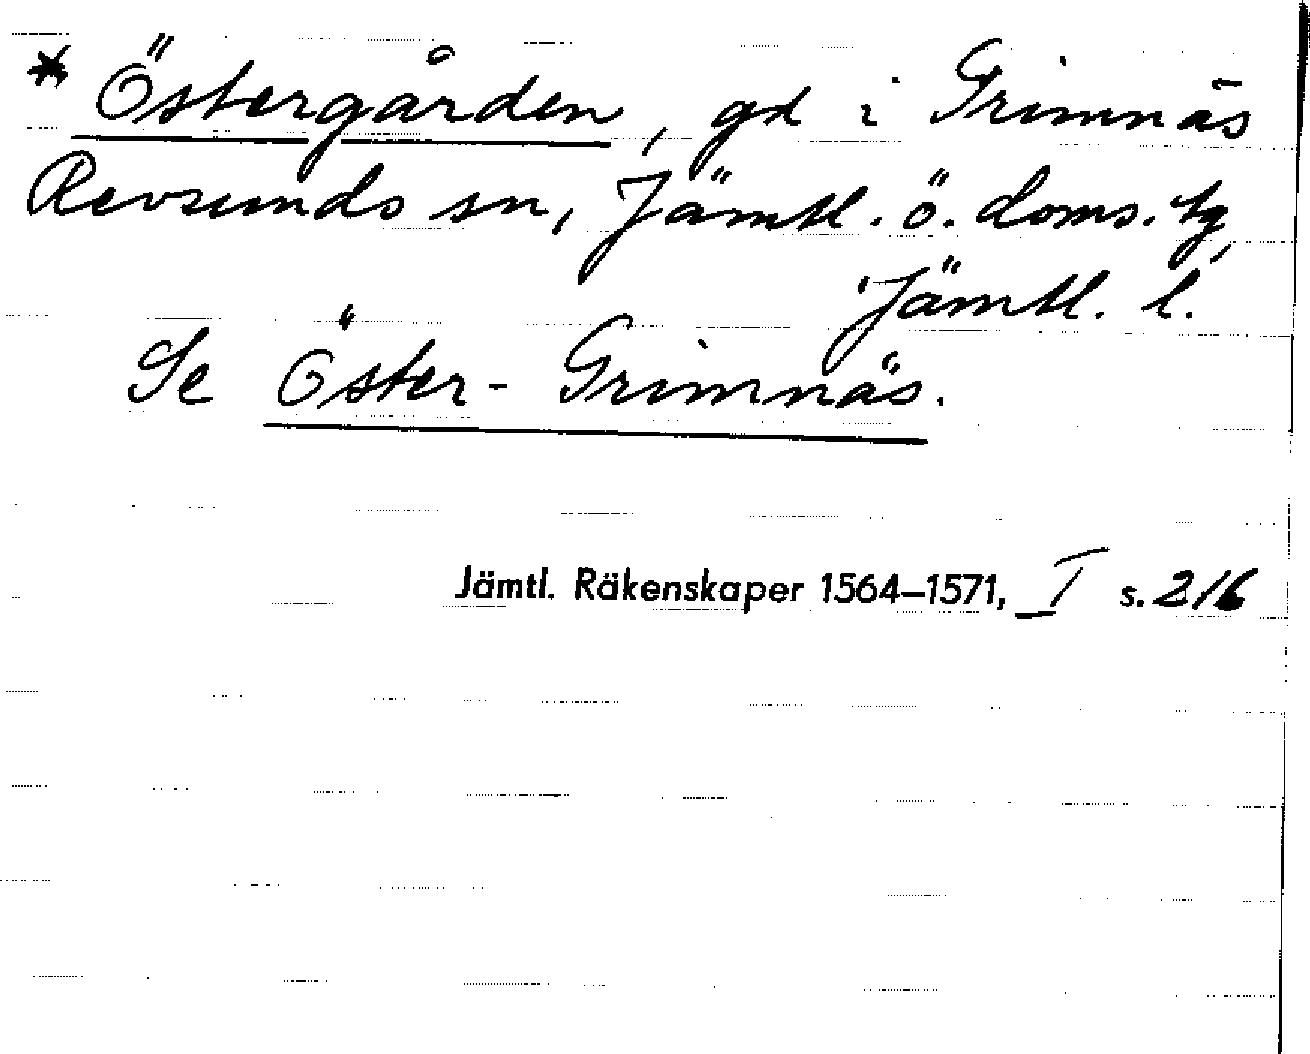 * Östergården, gd i Grimnäs
Revsunds sn, Jämtl. ö. doms. tg,
Jämtl. l.
Se Öster-Grimnäs.
Jämtl. Räkenskaper 1564–1571, I s. 216